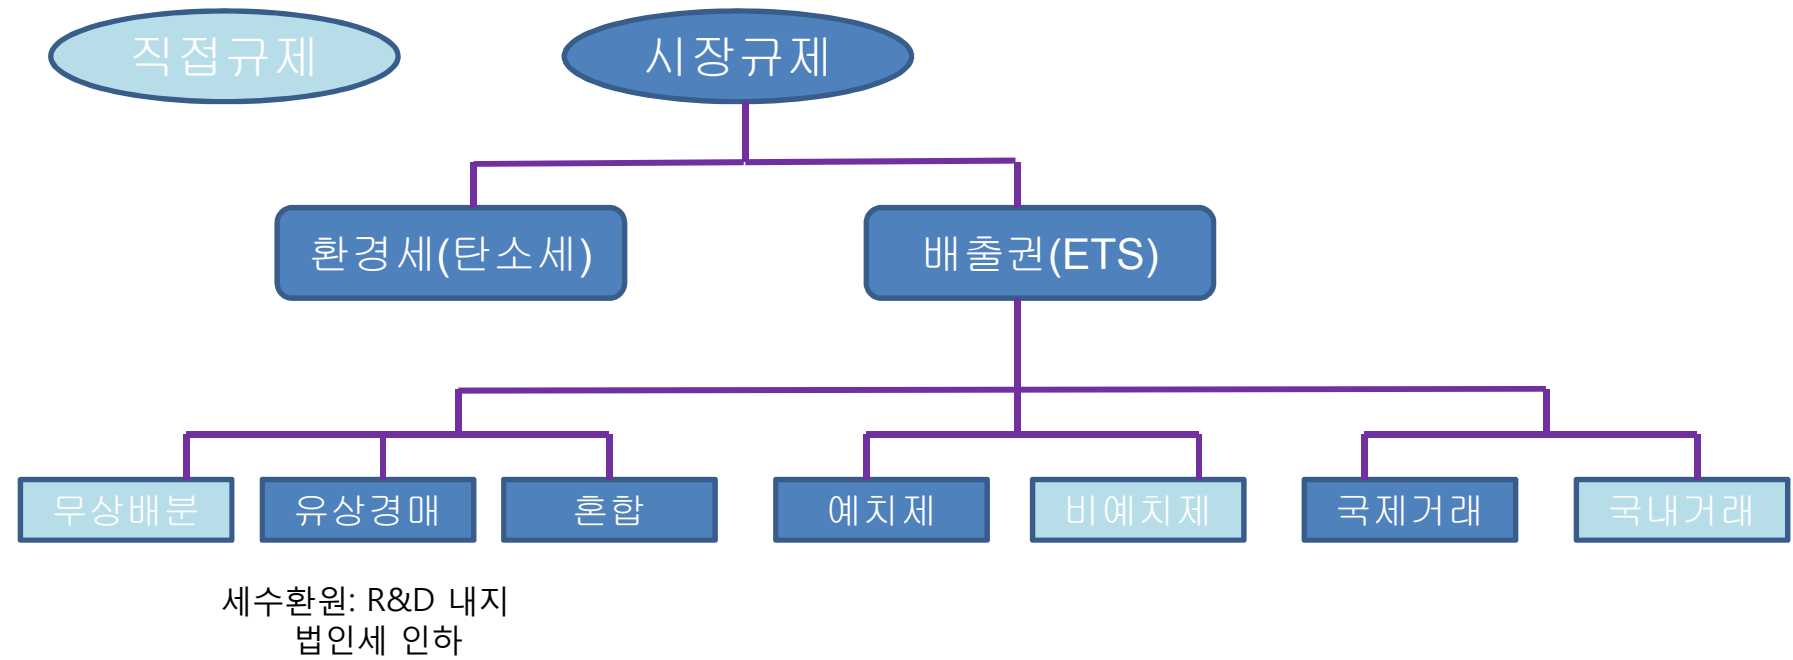 직접규제
시장규제
환경세(탄소세)
배출권(ETS)
무상배분
유상경매
혼합
예치제
비예치제
국제거래
국내거래
세수환원: R&D 내지
법인세 인하